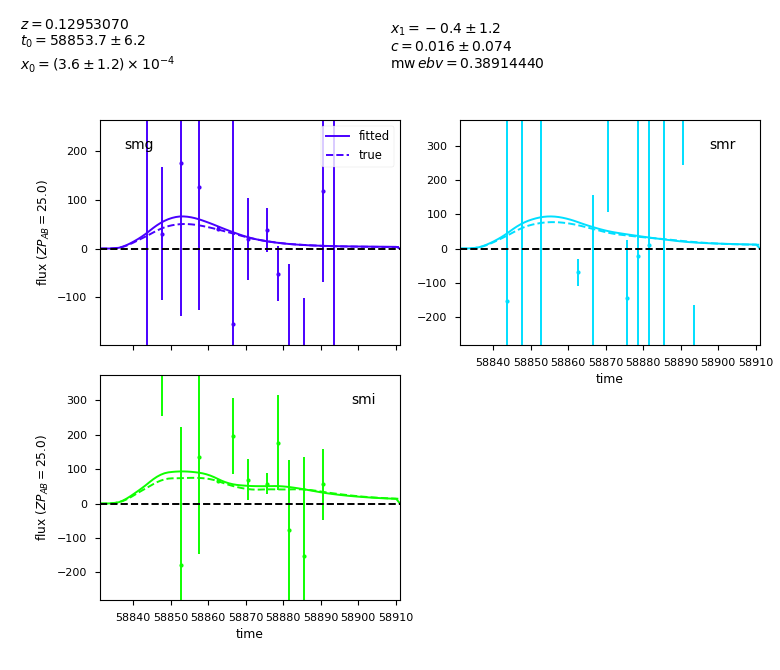 z = 0.12953070
t₀ = 58853.7 ± 6.2
x₀ = (3.6 ± 1.2) × 10⁻⁴
x₁ = −0.4 ± 1.2
c = 0.016 ± 0.074
mw ebv = 0.38914440
smg
fitted
true
200
100
0
−100
flux (ZP_AB = 25.0)
smr
300
200
100
0
−100
−200
58840 58850 58860 58870 58880 58890 58900 58910
time
smi
300
200
100
0
−100
−200
flux (ZP_AB = 25.0)
58840 58850 58860 58870 58880 58890 58900 58910
time